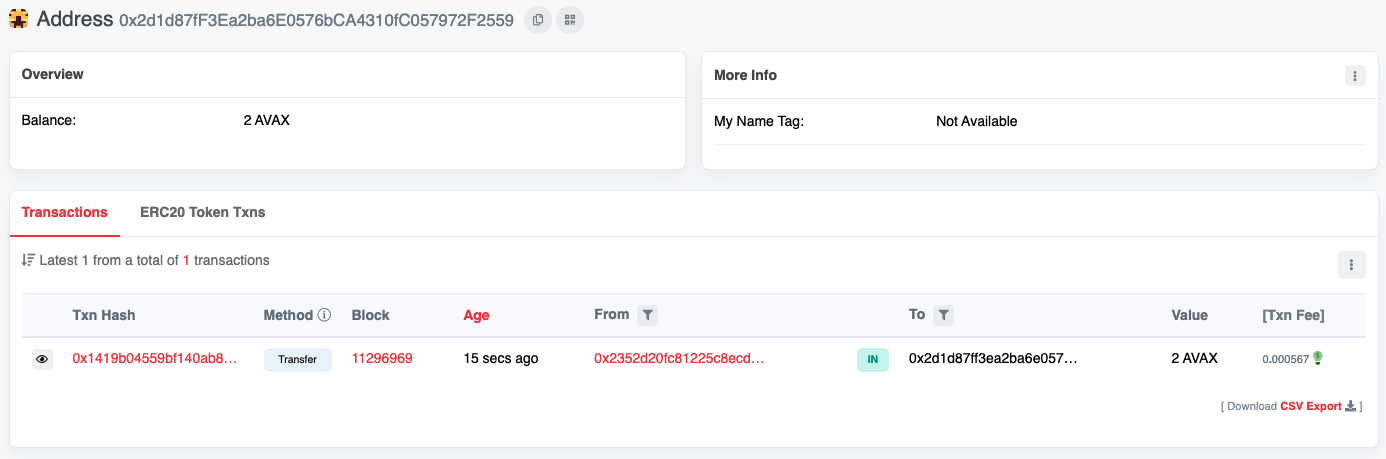 Address 0x2d1d87fF3Ea2ba6E0576bCA4310fC057972F2559
Overview
Balance: 2 AVAX
More Info
My Name Tag: Not Available
Transactions ERC20 Token Txns
Latest 1 from a total of 1 transactions
Txn Hash Method Block Age From To Value [Txn Fee]
0x1419b04559bf140ab8... Transfer 11296969 15 secs ago 0x2352d20fc81225c8ecd... IN 0x2d1d87ff3ea2ba6e057... 2 AVAX 0.000567
[ Download CSV Export ]